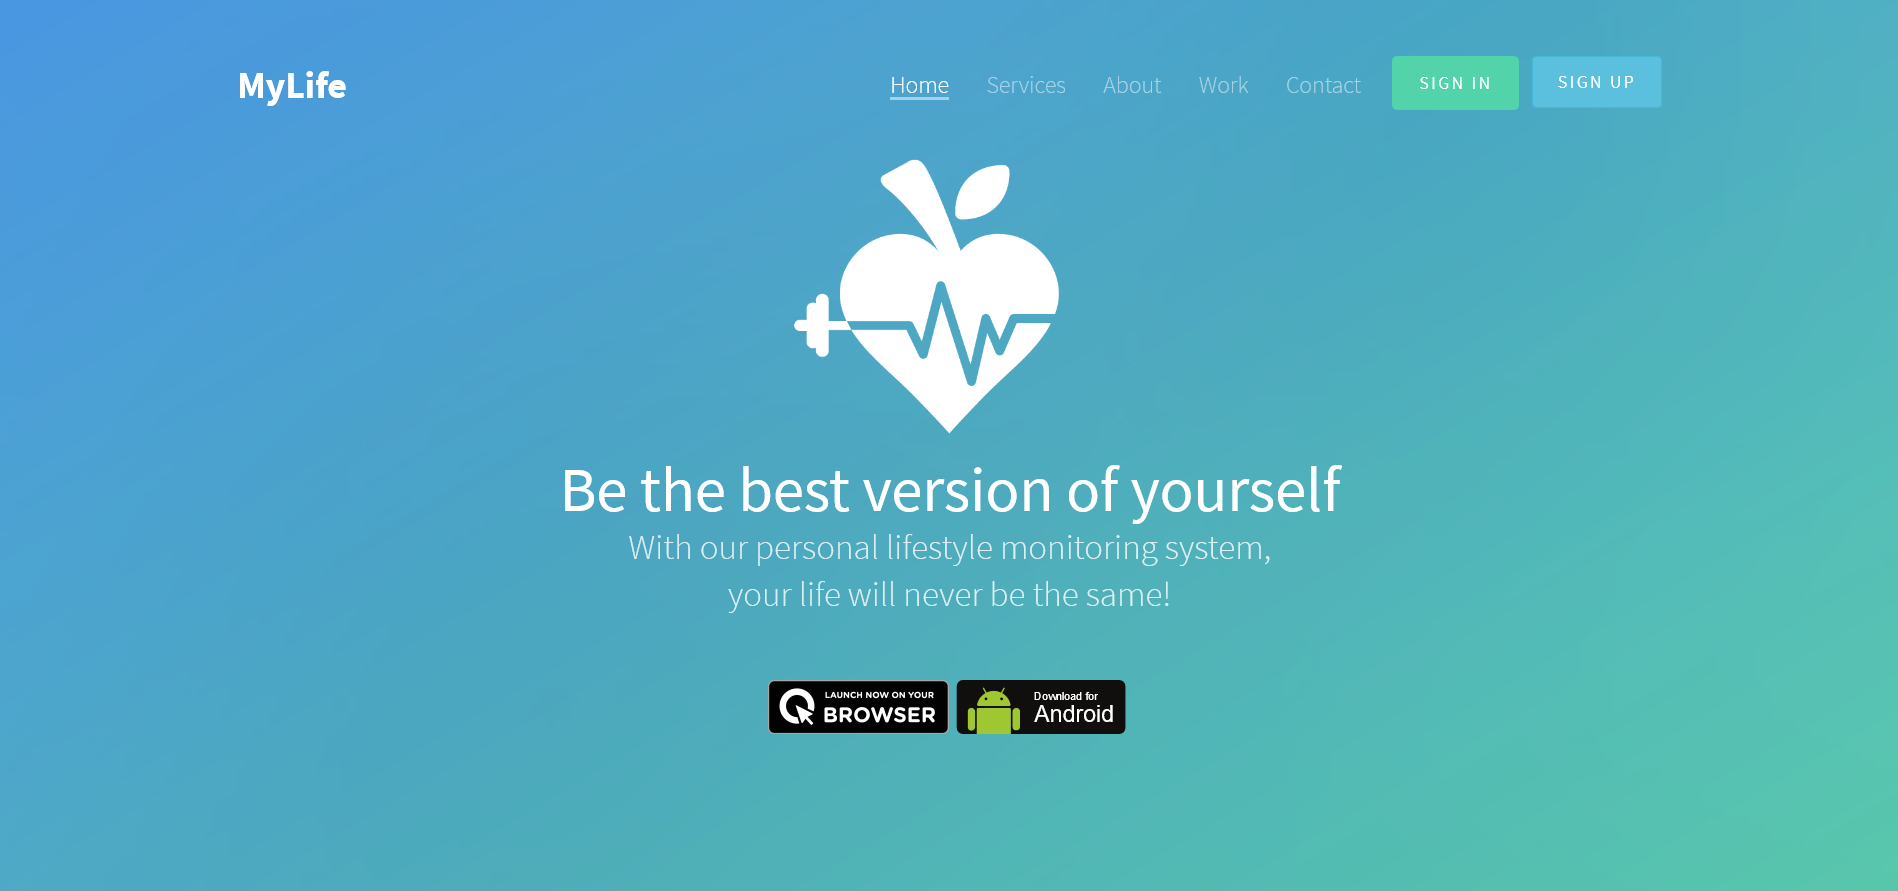 MyLife
Home Services About Work Contact SIGN IN SIGN UP
Be the best version of yourself
With our personal lifestyle monitoring system,
your life will never be the same!
LAUNCH NOW ON YOUR
BROWSER
Download for
Android